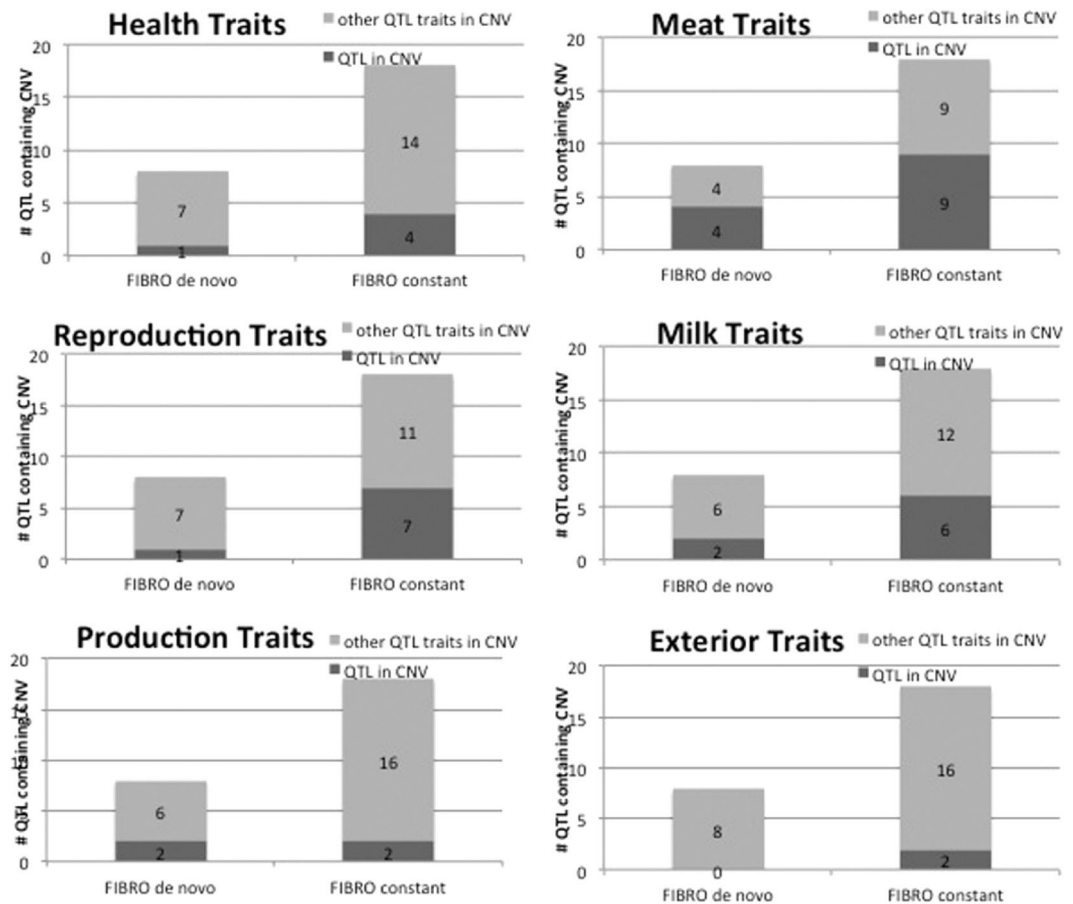 Health Traits
other QTL traits in CNV
QTL in CNV
# QTL containing CNV
20
15
10
5
0
7
1
14
4
FIBRO de novo
FIBRO constant
Meat Traits
other QTL traits in CNV
QTL in CNV
# QTL containing CNV
20
15
10
5
0
4
4
9
9
FIBRO de novo
FIBRO constant
Reproduction Traits
other QTL traits in CNV
QTL in CNV
# QTL containing CNV
20
15
10
5
0
7
1
11
7
FIBRO de novo
FIBRO constant
Milk Traits
other QTL traits in CNV
QTL in CNV
# QTL containing CNV
20
15
10
5
0
6
2
12
6
FIBRO de novo
FIBRO constant
Production Traits
other QTL traits in CNV
QTL in CNV
# QTL containing CNV
20
0
6
2
16
2
FIBRO de novo
FIBRO constant
Exterior Traits
other QTL traits in CNV
QTL in CNV
# QTL containing CNV
20
15
10
5
0
8
0
16
2
FIBRO de novo
FIBRO constant